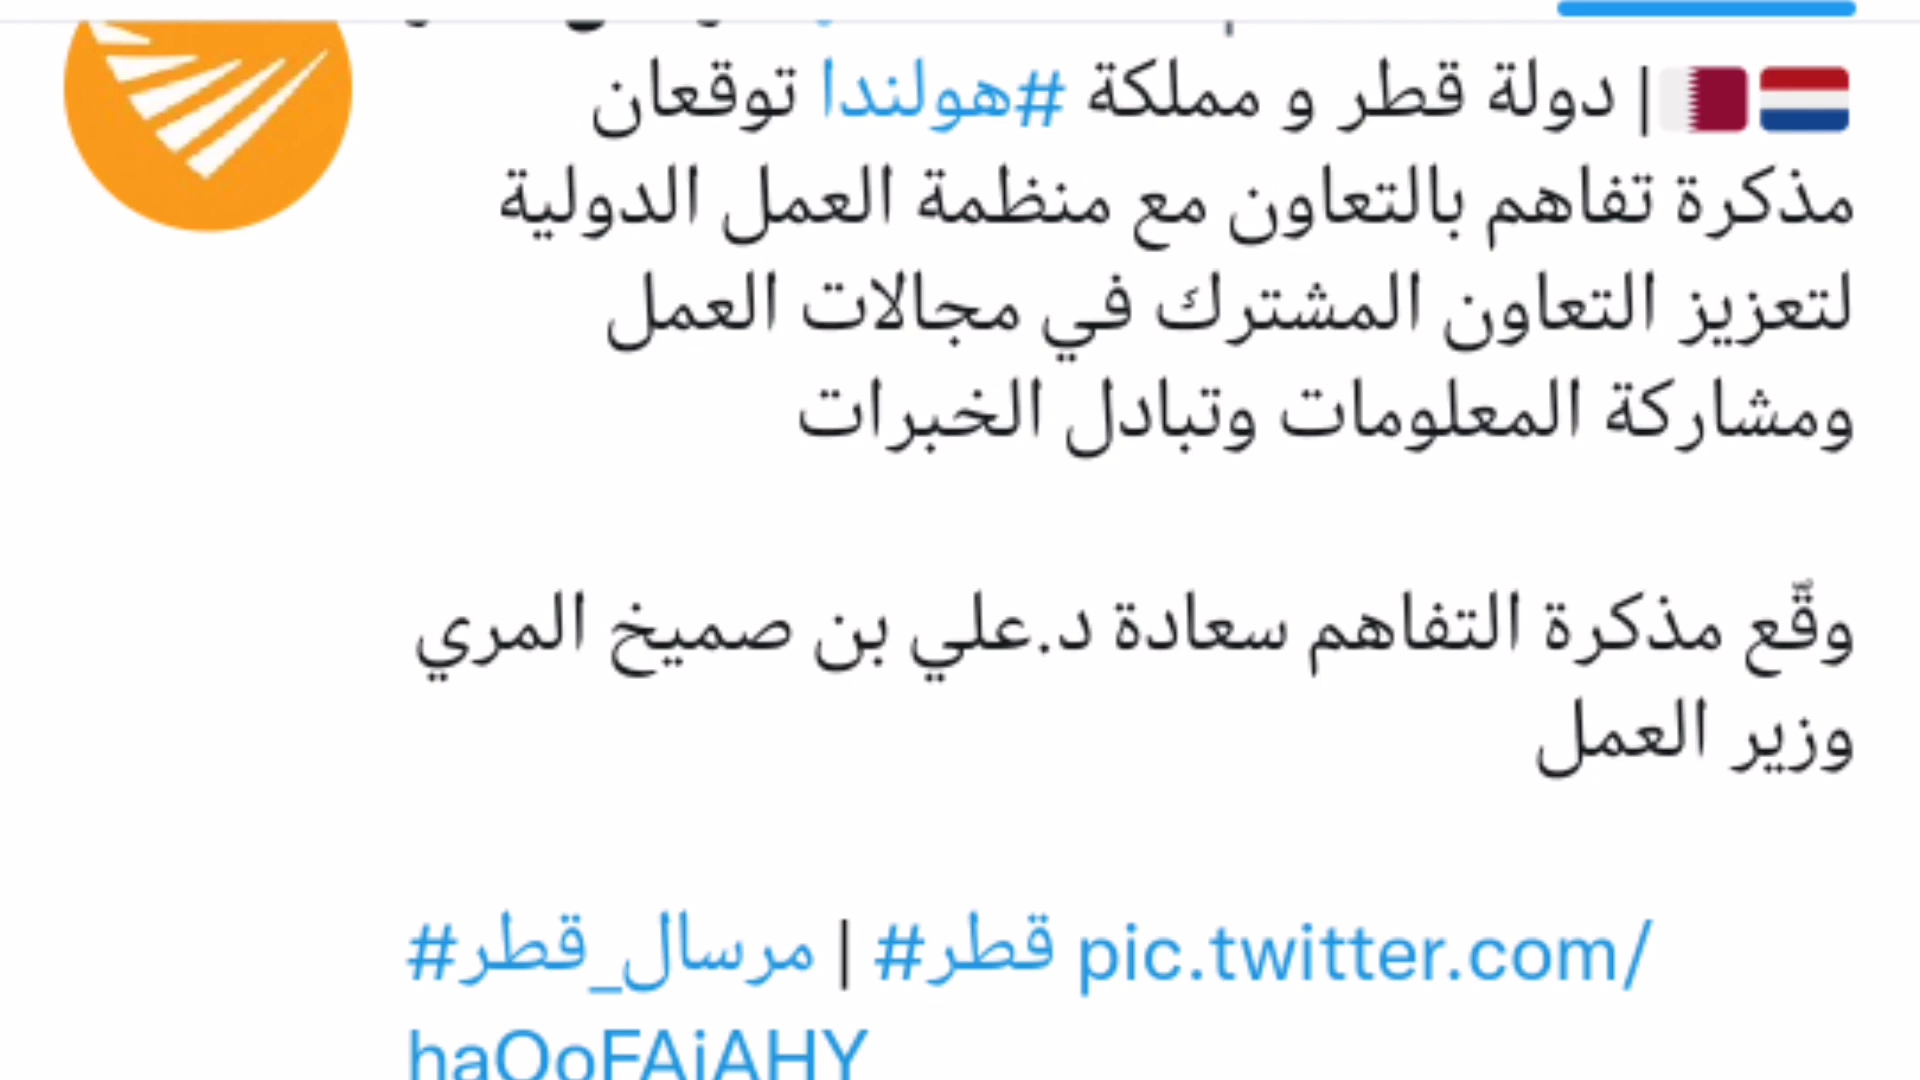 🇳🇱🇶🇦| دولة قطر و مملكة #هولندا توقعان
مذكرة تفاهم بالتعاون مع منظمة العمل الدولية
لتعزيز التعاون المشترك في مجالات العمل
ومشاركة المعلومات وتبادل الخبرات
وقَّع مذكرة التفاهم سعادة د.علي بن صميخ المري
وزير العمل
#مرسال_قطر | #قطر pic.twitter.com/